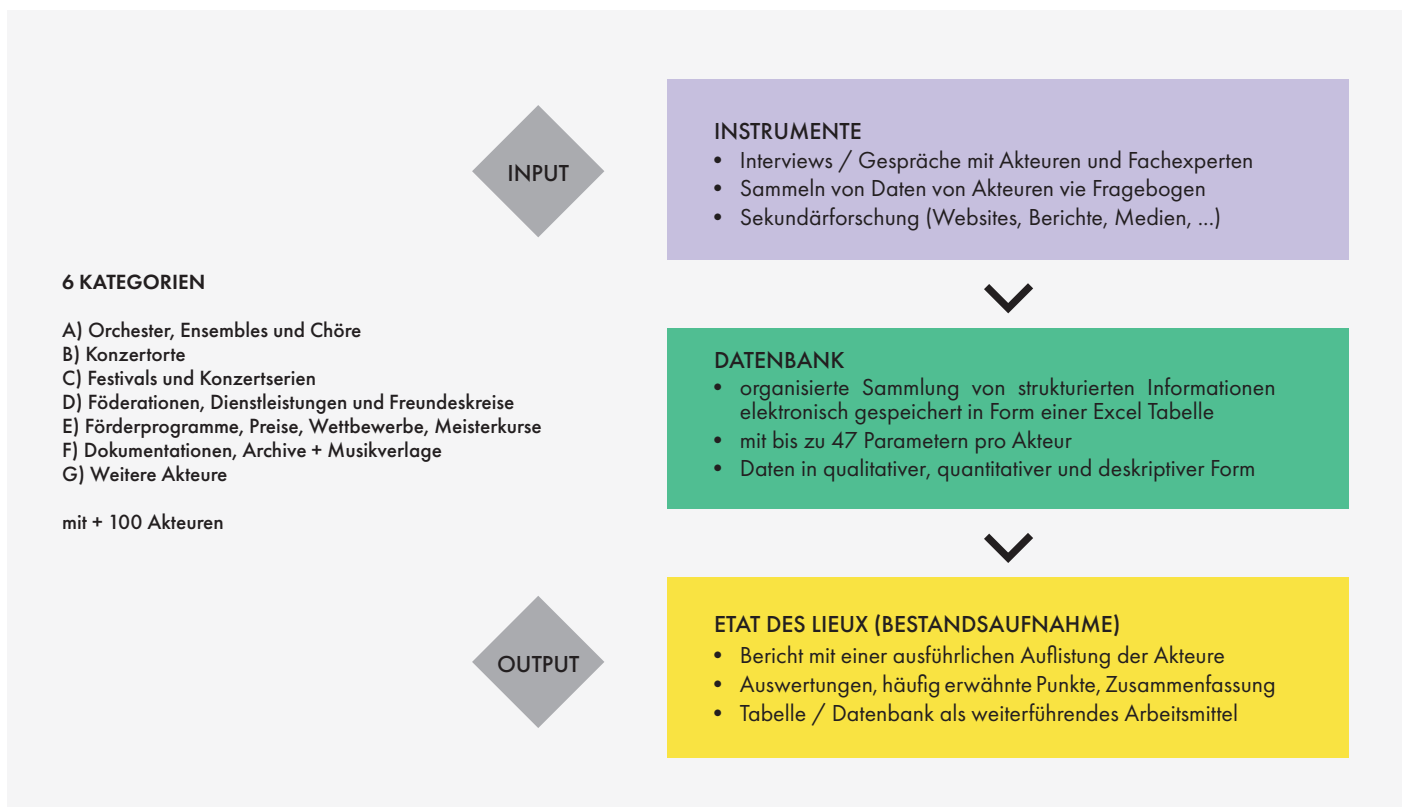 INPUT
INSTRUMENTE
• Interviews / Gespräche mit Akteuren und Fachexperten
• Sammeln von Daten von Akteuren vie Fragebogen
• Sekundärforschung (Websites, Berichte, Medien, ...)
6 KATEGORIEN
A) Orchester, Ensembles und Chöre
B) Konzertorte
C) Festivals und Konzertserien
D) Föderationen, Dienstleistungen und Freundeskreise
E) Förderprogramme, Preise, Wettbewerbe, Meisterkurse
F) Dokumentationen, Archive + Musikverlage
G) Weitere Akteure
mit + 100 Akteuren
DATENBANK
• organisierte Sammlung von strukturierten Informationen
elektronisch gespeichert in Form einer Excel Tabelle
• mit bis zu 47 Parametern pro Akteur
• Daten in qualitativer, quantitativer und deskriptiver Form
OUTPUT
ETAT DES LIEUX (BESTANDSAUFNAHME)
• Bericht mit einer ausführlichen Auflistung der Akteure
• Auswertungen, häufig erwähnte Punkte, Zusammenfassung
• Tabelle / Datenbank als weiterführendes Arbeitsmittel